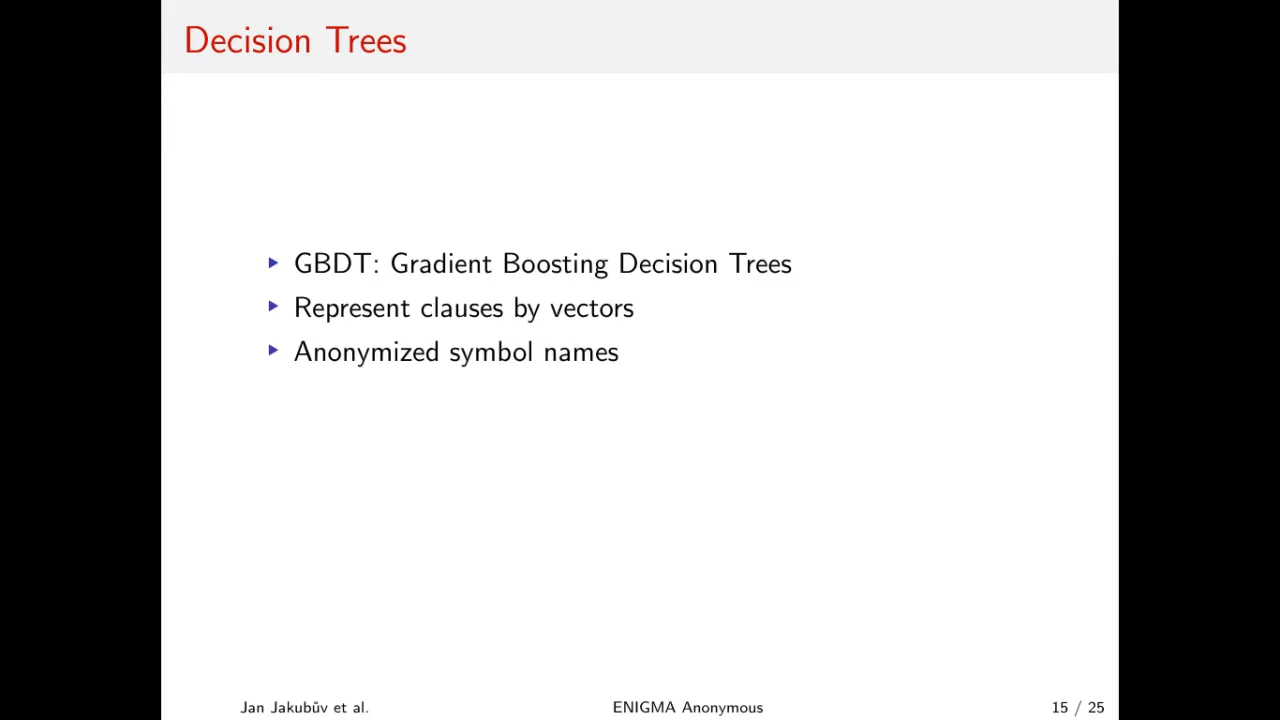 Decision Trees
GBDT: Gradient Boosting Decision Trees
Represent clauses by vectors
Anonymized symbol names
Jan Jakubův et al.
ENIGMA Anonymous
15 / 25